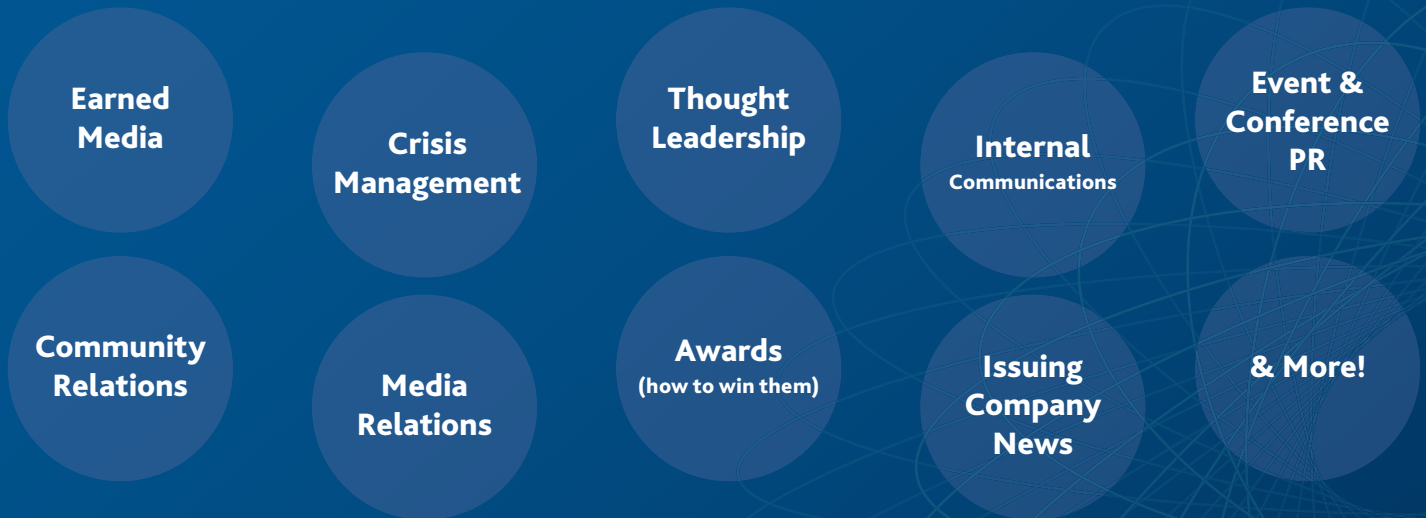 Earned
Media
Crisis
Management
Thought
Leadership
Internal
Communications
Event &
Conference
PR
Community
Relations
Media
Relations
Awards
(how to win them)
Issuing
Company
News
& More!